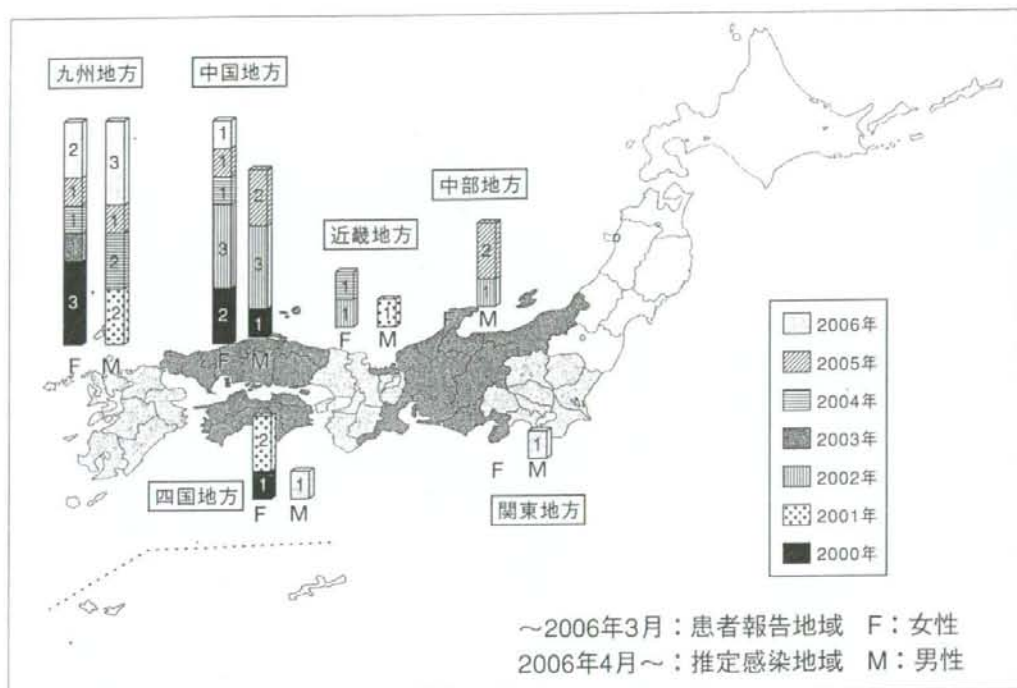 九州地方
2
1
1
1
3
F
3
1
2
2
M
中国地方
1
1
1
3
2
F
2
3
1
M
近畿地方
1
1
F
1
M
中部地方
2
1
F
M
四国地方
2
1
F
1
M
関東地方
F
1
M
2006年
2005年
2004年
2003年
2002年
2001年
2000年
～2006年3月：患者報告地域　F：女性
2006年4月～：推定感染地域　M：男性